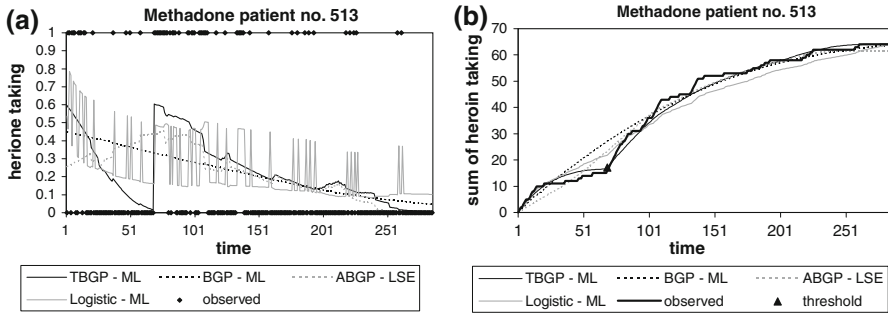 (a)
Methadone patient no. 513
herione taking
1
0.9
0.8
0.7
0.6
0.5
0.4
0.3
0.2
0.1
0
1 51 101 151 201 251
time
TBGP - ML BGP - ML ABGP - LSE
Logistic - ML observed
(b)
Methadone patient no. 513
sum of heroin taking
70
60
50
40
30
20
10
0
1 51 101 151 201 251
time
TBGP - ML BGP - ML ABGP - LSE
Logistic - ML observed threshold